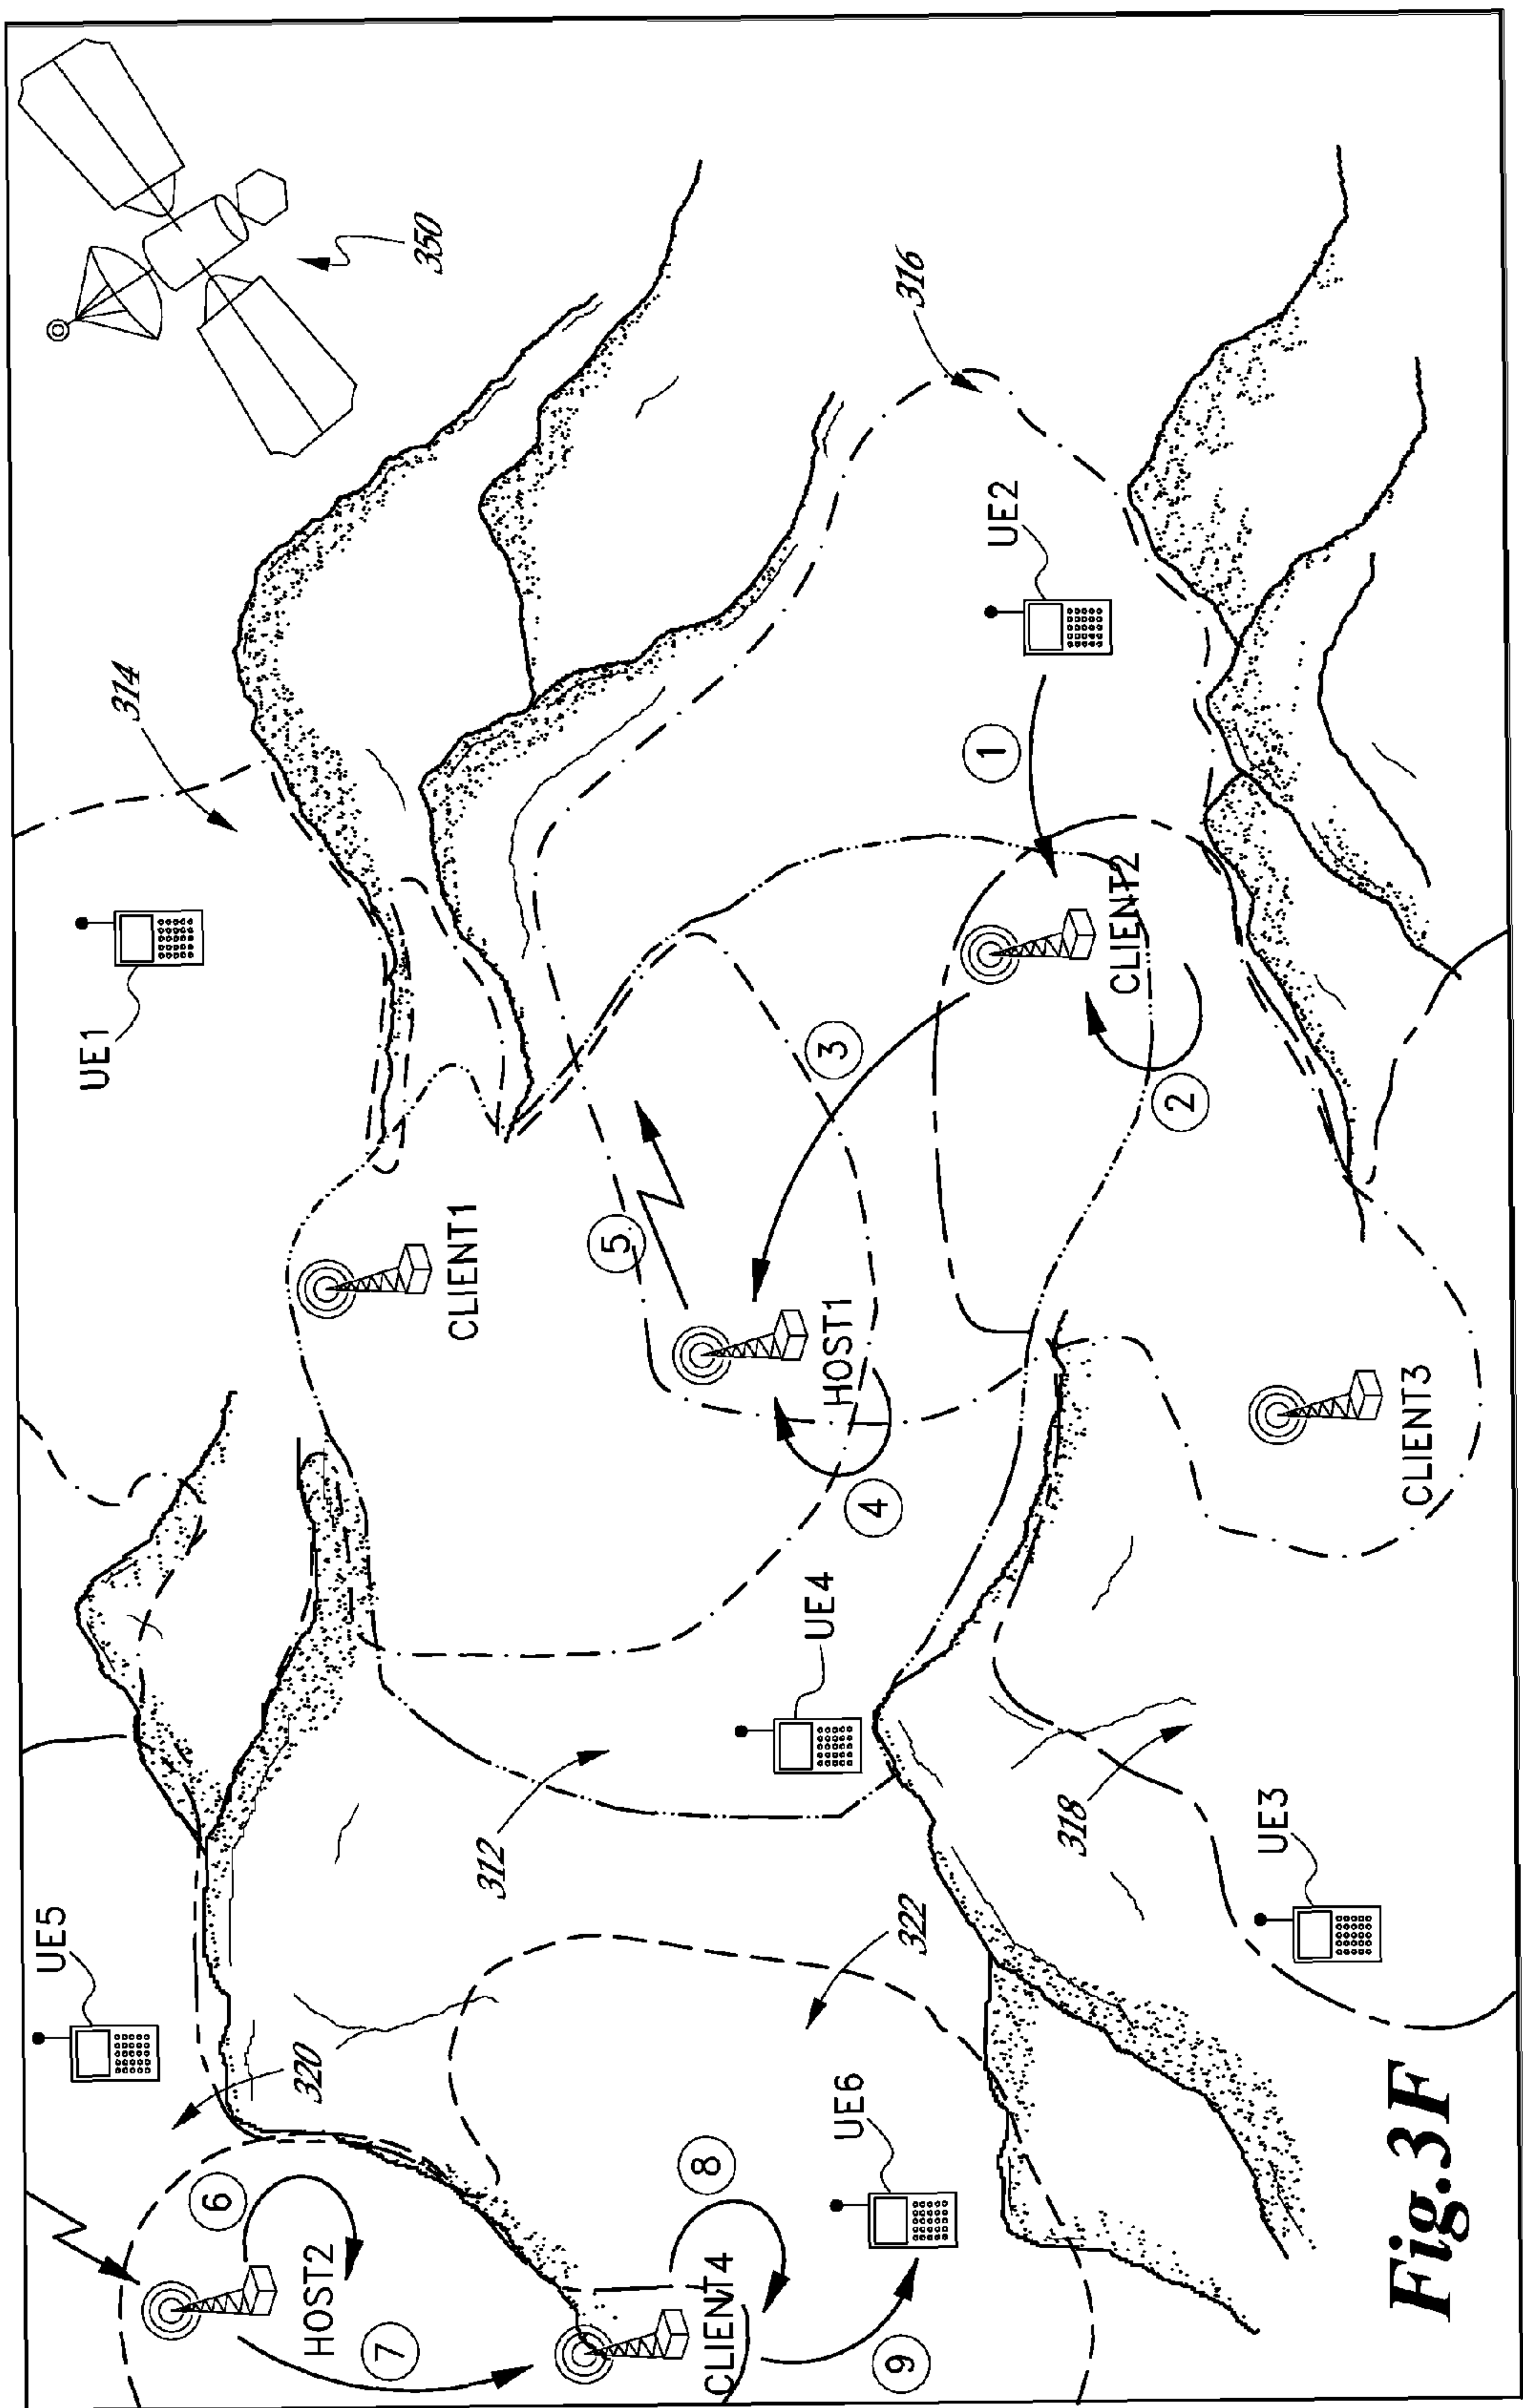 UE5
UE1
314
6
320
HOST2
7
350
CLIENT1
312
5
8
CLIENT4
UE4
3
HOST1
UE6
4
9
322
316
1
UE2
318
CLIENT2
2
UE3
CLIENT3
Fig.3F